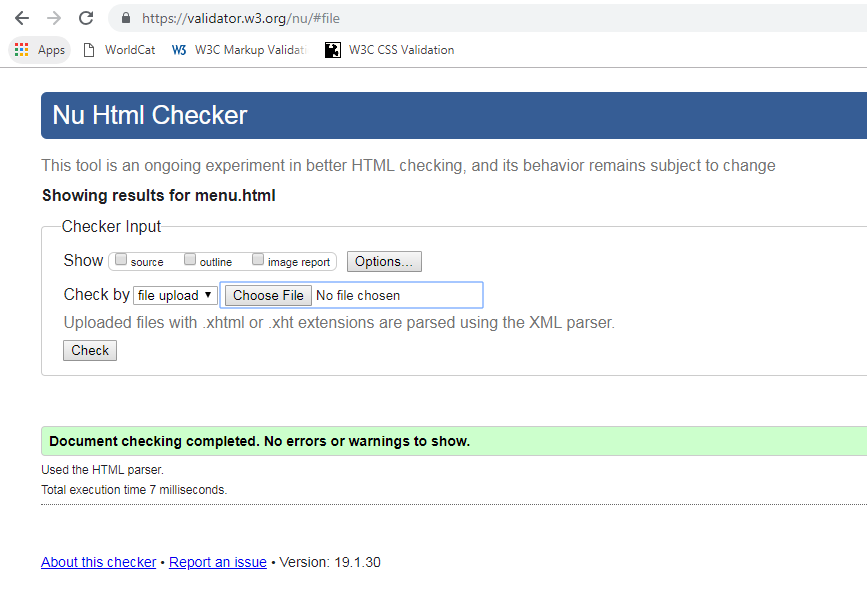 https://validator.w3.org/nu/#file
Apps WorldCat W3 W3C Markup Validat W3C CSS Validation
Nu Html Checker
This tool is an ongoing experiment in better HTML checking, and its behavior remains subject to change
Showing results for menu.html
Checker Input
Show source outline image report Options...
Check by file upload Choose File No file chosen
Uploaded files with .xhtml or .xht extensions are parsed using the XML parser.
Check
Document checking completed. No errors or warnings to show.
Used the HTML parser.
Total execution time 7 milliseconds.
About this checker • Report an issue • Version: 19.1.30